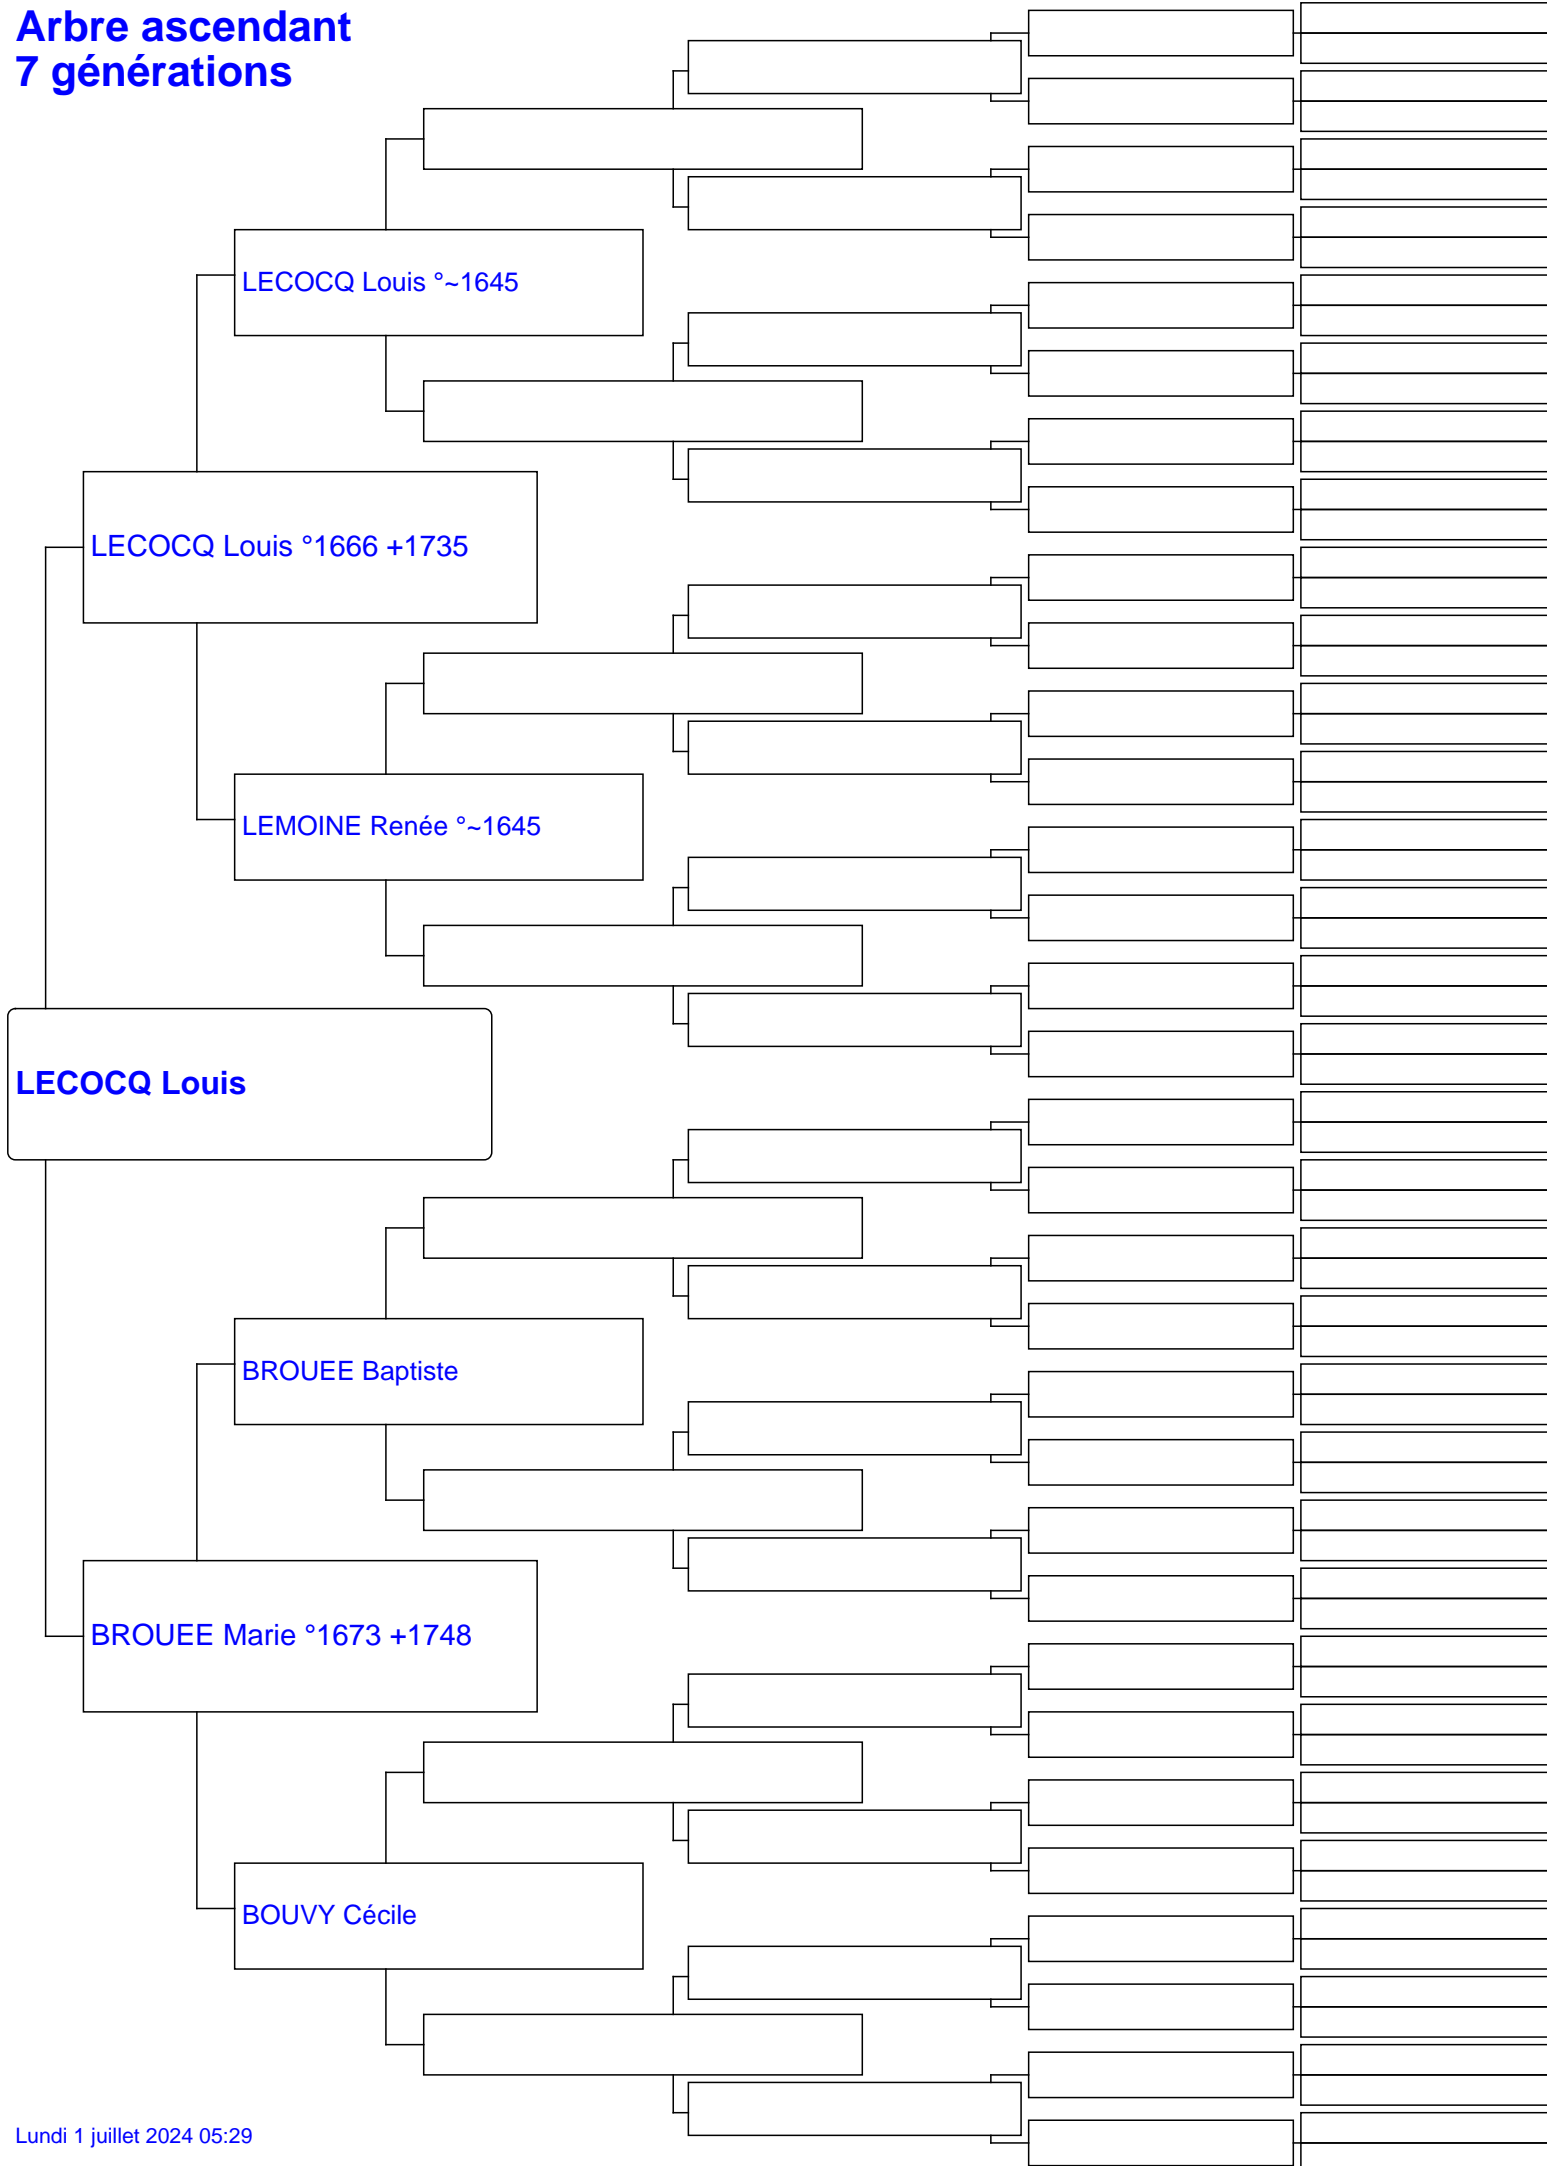 Arbre ascendant
7 générations
LECOCQ Louis °~1645
LECOCQ Louis °1666 +1735
LEMOINE Renée °~1645
LECOCQ Louis
BROUEE Baptiste
BROUEE Marie °1673 +1748
BOUVY Cécile
Lundi 1 juillet 2024 05:29